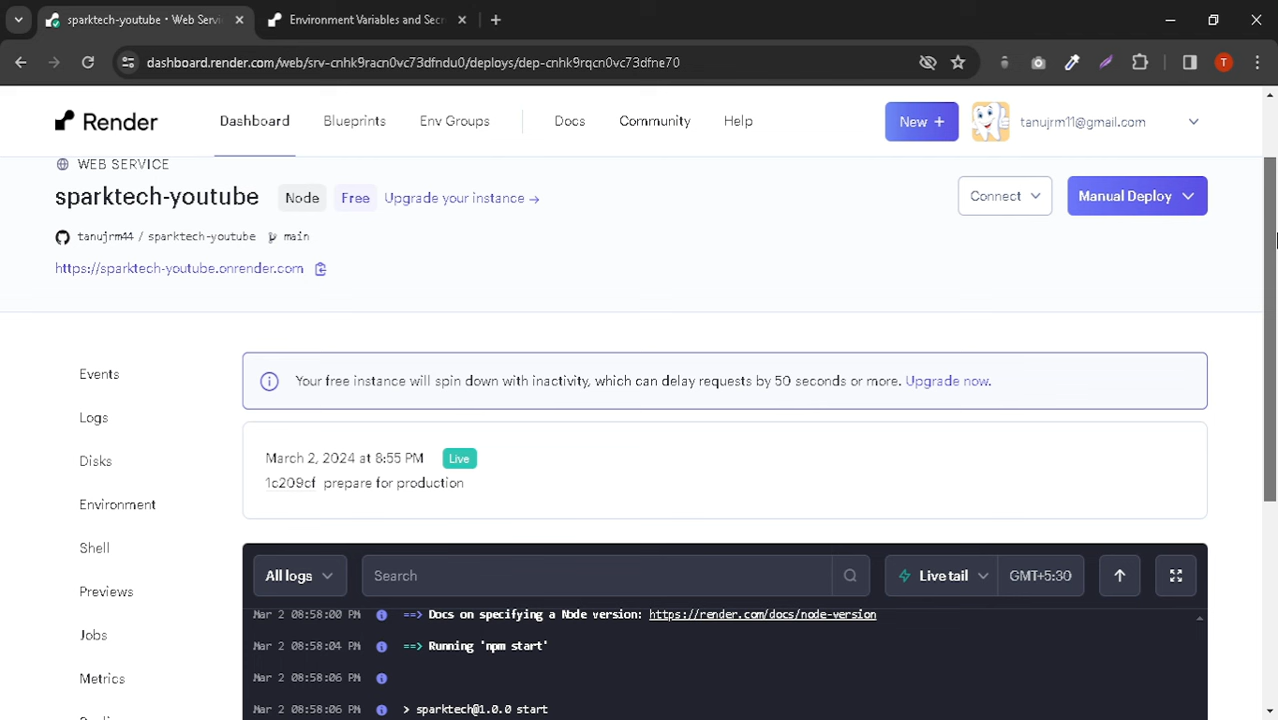 sparktech-youtube • Web Servi
Environment Variables and Secr
dashboard.render.com/web/srv-cnhk9racn0vc73dfndu0/deploys/dep-cnhk9rqcn0vc73dfne70
T
Render
Dashboard
Blueprints
Env Groups
Docs
Community
Help
New +
tanujrm11@gmail.com
WEB SERVICE
sparktech-youtube
Node
Free
Upgrade your instance →
Connect
Manual Deploy
tanujrm44 / sparktech-youtube
main
https://sparktech-youtube.onrender.com
Events
Logs
Disks
Environment
Shell
Previews
Jobs
Metrics
Your free instance will spin down with inactivity, which can delay requests by 50 seconds or more. Upgrade now.
March 2, 2024 at 8:55 PM
Live
1c209cf prepare for production
All logs
Search
Live tail
GMT+5:30
Mar 2 08:58:00 PM ==> Docs on specifying a Node version: https://render.com/docs/node-version
Mar 2 08:58:04 PM ==> Running 'npm start'
Mar 2 08:58:06 PM
Mar 2 08:58:06 PM > sparktech@1.0.0 start